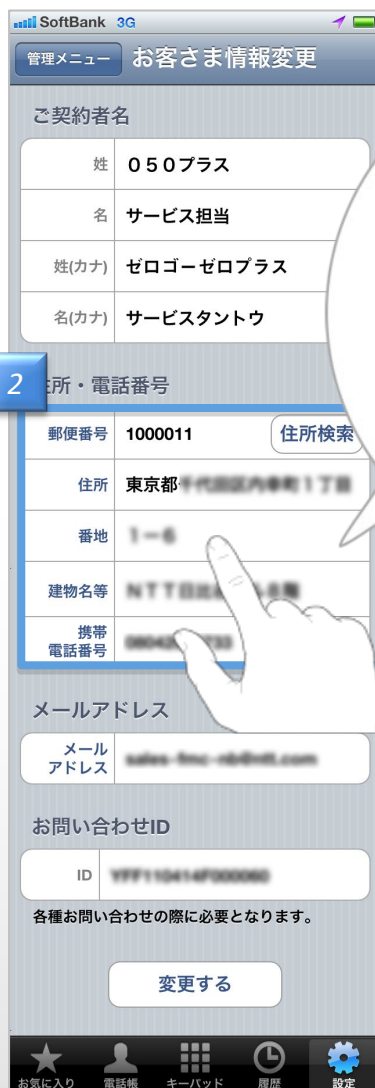 SoftBank 3G
管理メニュー お客さま情報変更
ご契約者名
姓 050プラス
名 サービス担当
姓(カナ) ゼロゴーゼロプラス
名(カナ) サービスタントウ
2
所・電話番号
郵便番号 1000011 住所検索
住所 東京都
番地 1-6
建物名等
携帯
電話番号
メールアドレス
メール
アドレス
お問い合わせID
ID
各種お問い合わせの際に必要となります。
変更する
お気に入り 電話帳 キーパッド 履歴 設定